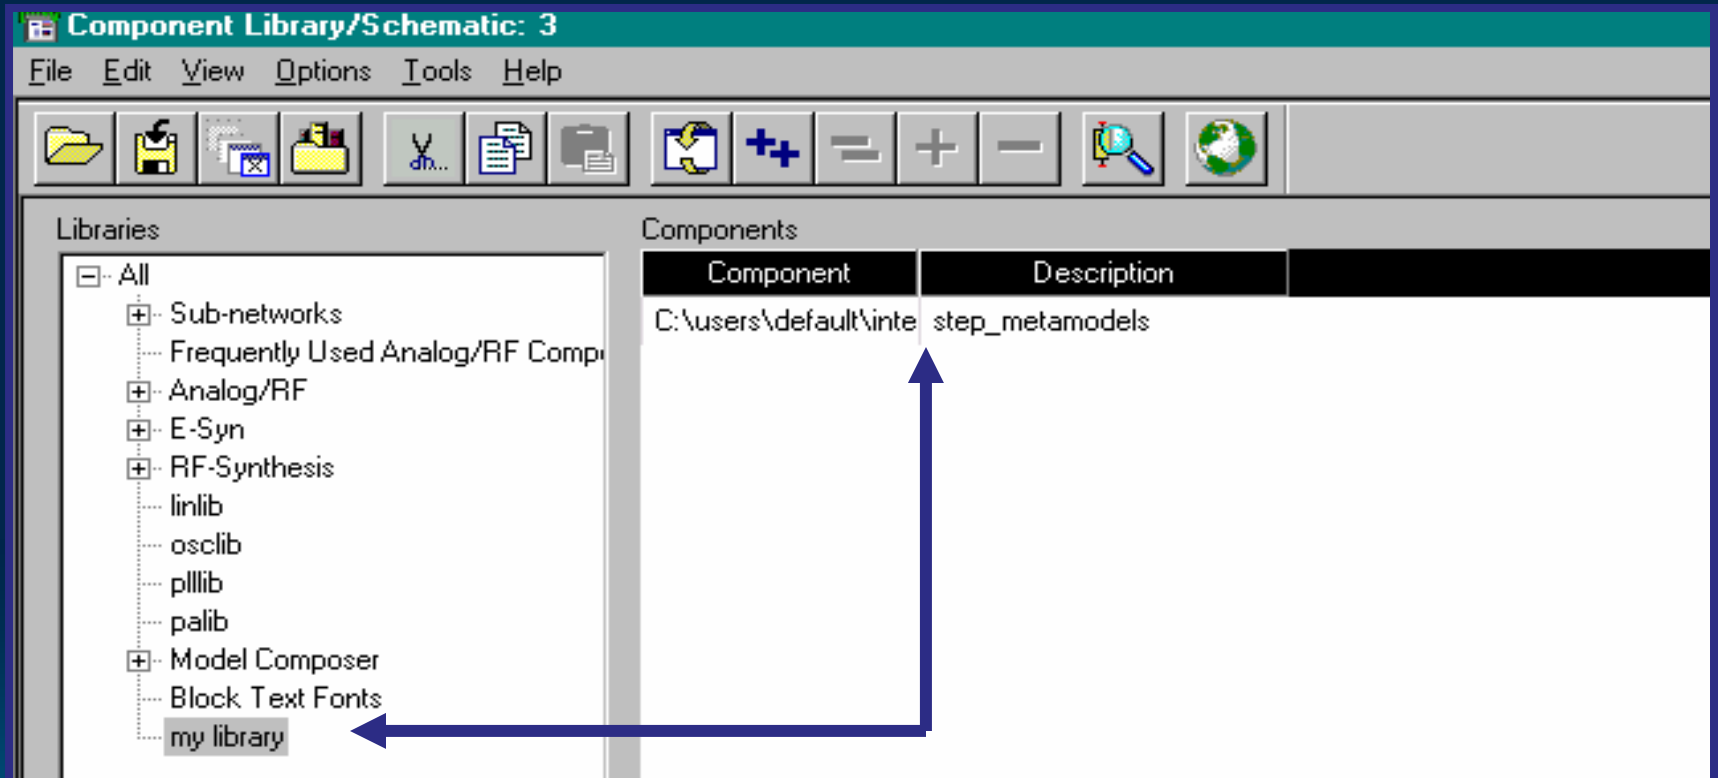 Component Library/Schematic: 3
File Edit View Options Tools Help
Libraries
All
Sub-networks
Frequently Used Analog/RF Comp
Analog/RF
E-Syn
RF-Synthesis
linlib
osclib
plllib
palib
Model Composer
Block Text Fonts
my library
Components
Component Description
C:\users\default\inte step_metamodels